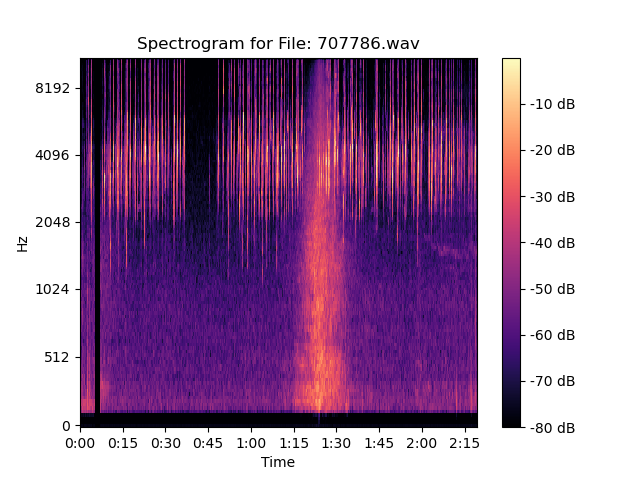 Spectrogram for File: 707786.wav
8192
4096
2048
1024
512
0
Hz
0:00 0:15 0:30 0:45 1:00 1:15 1:30 1:45 2:00 2:15
Time
-10 dB
-20 dB
-30 dB
-40 dB
-50 dB
-60 dB
-70 dB
-80 dB